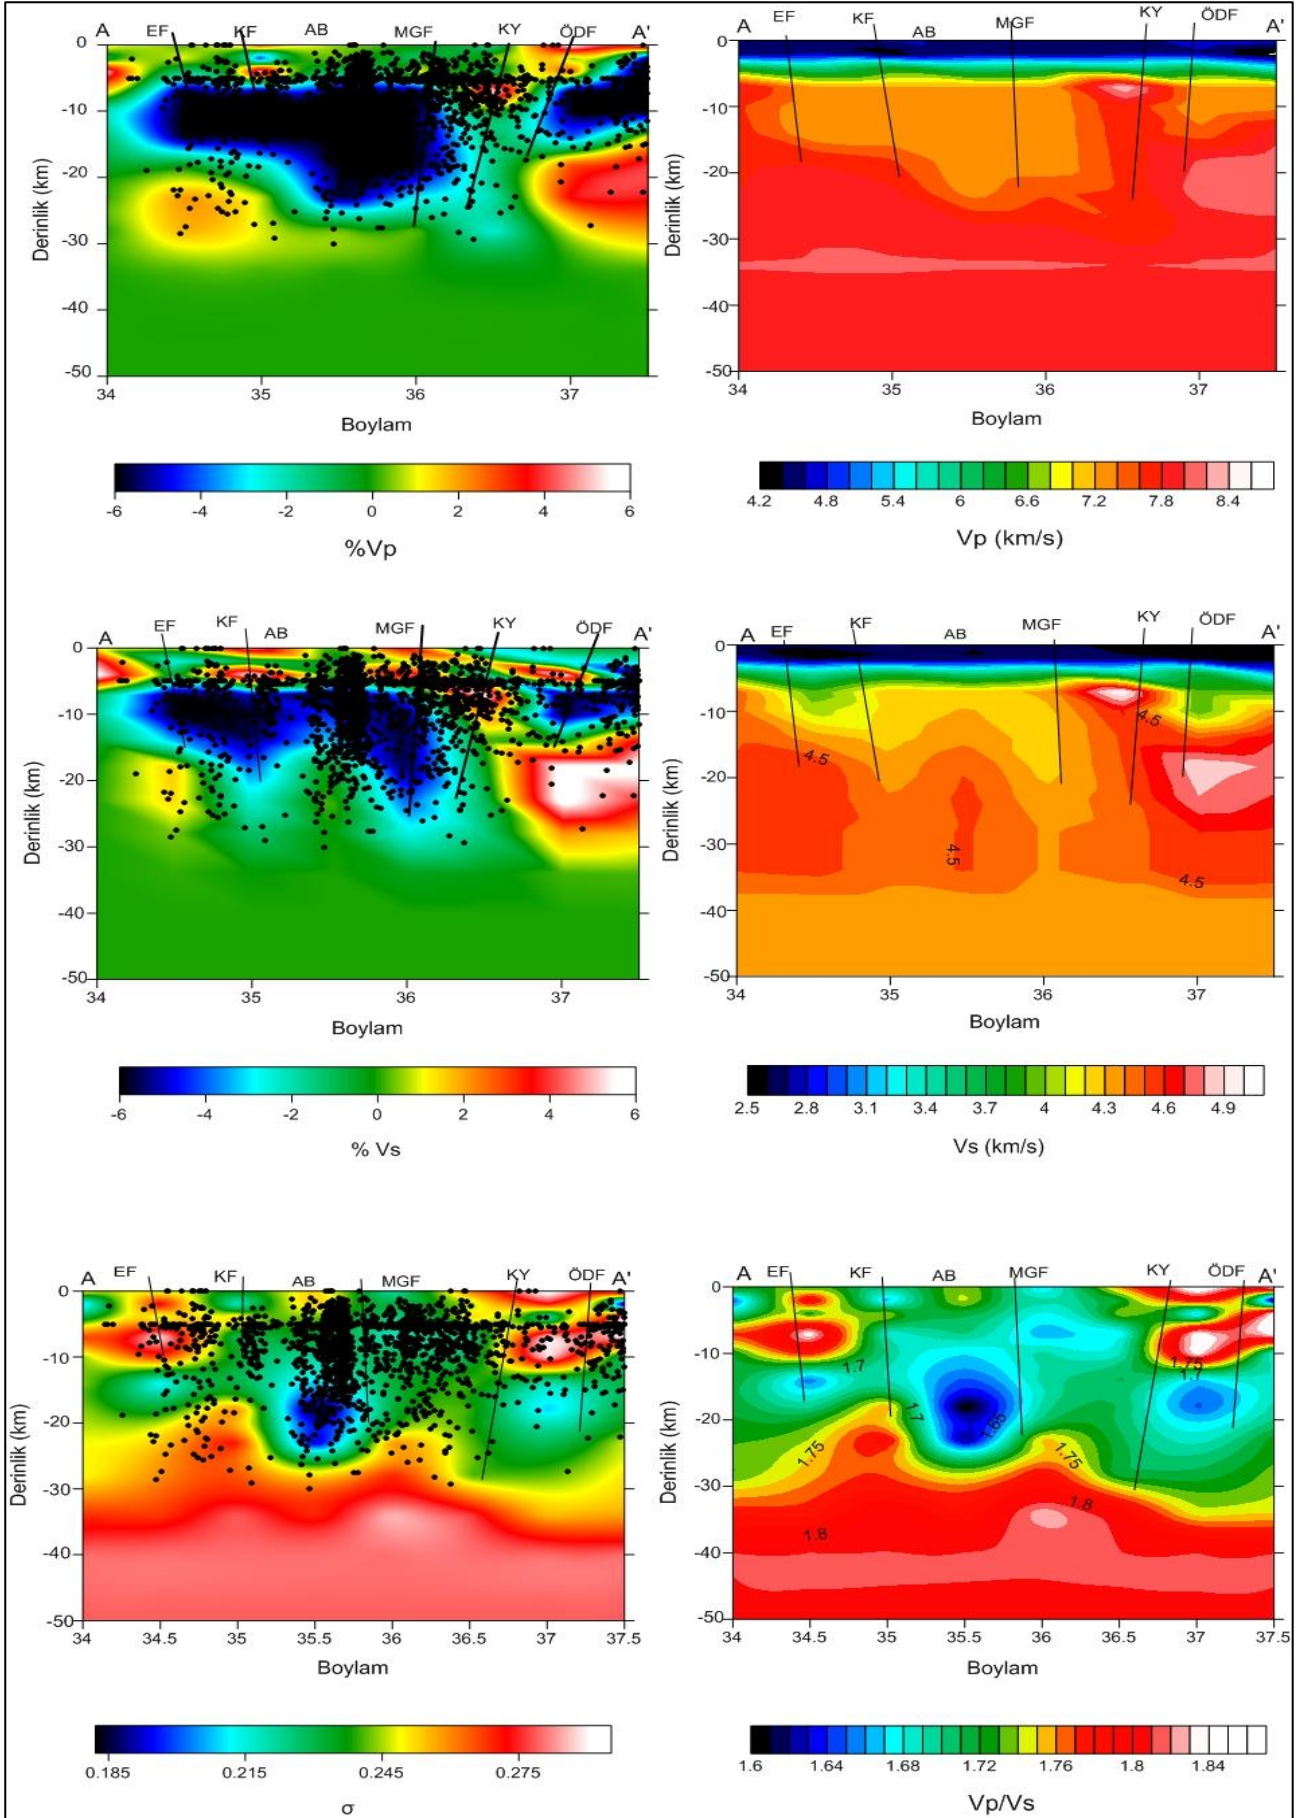 A EF KF AB MGF KY ÖDF A'
0
-10
-20
-30
-40
-50
Derinlik (km)
34 35 36 37
Boylam
-6 -4 -2 0 2 4 6
%Vp
A EF KF AB MGF KY ÖDF A'
0
-10
-20
-30
-40
-50
Derinlik (km)
34 35 36 37
Boylam
4.2 4.8 5.4 6 6.6 7.2 7.8 8.4
Vp (km/s)
A EF KF AB MGF KY ÖDF A'
0
-10
-20
-30
-40
-50
Derinlik (km)
34 35 36 37
Boylam
-6 -4 -2 0 2 4 6
% Vs
A EF KF AB MGF KY ÖDF A'
0
-10
-20
-30
-40
-50
Derinlik (km)
4.5
4.5
4.5
4.5
34 35 36 37
Boylam
2.5 2.8 3.1 3.4 3.7 4 4.3 4.6 4.9
Vs (km/s)
A EF KF AB MGF KY ÖDF A'
0
-10
-20
-30
-40
-50
Derinlik (km)
34 34.5 35 35.5 36 36.5 37 37.5
Boylam
0.185 0.215 0.245 0.275
σ
A EF KF AB MGF KY ÖDF A'
0
-10
-20
-30
-40
-50
Derinlik (km)
1.7
1.75
1.7
1.7
1.65
1.75
1.75
1.8
1.8
34 34.5 35 35.5 36 36.5 37 37.5
Boylam
1.6 1.64 1.68 1.72 1.76 1.8 1.84
Vp/Vs